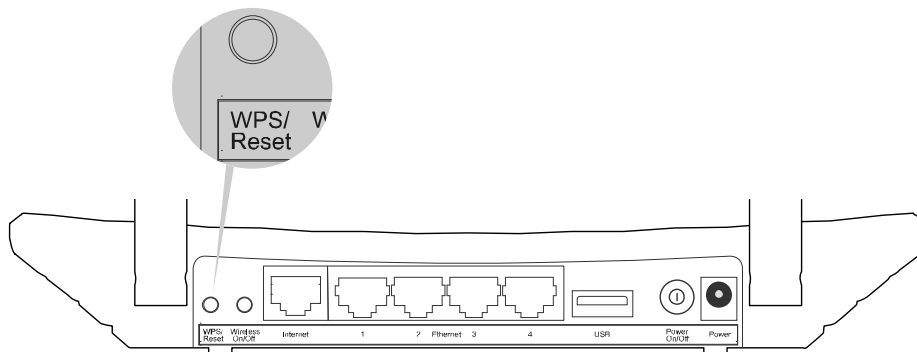 WPS/ W
Reset
WPS/ Reset
Wireless On/Off
Internet
1
2
Ethernet
3
4
USB
Power On/Off
Power